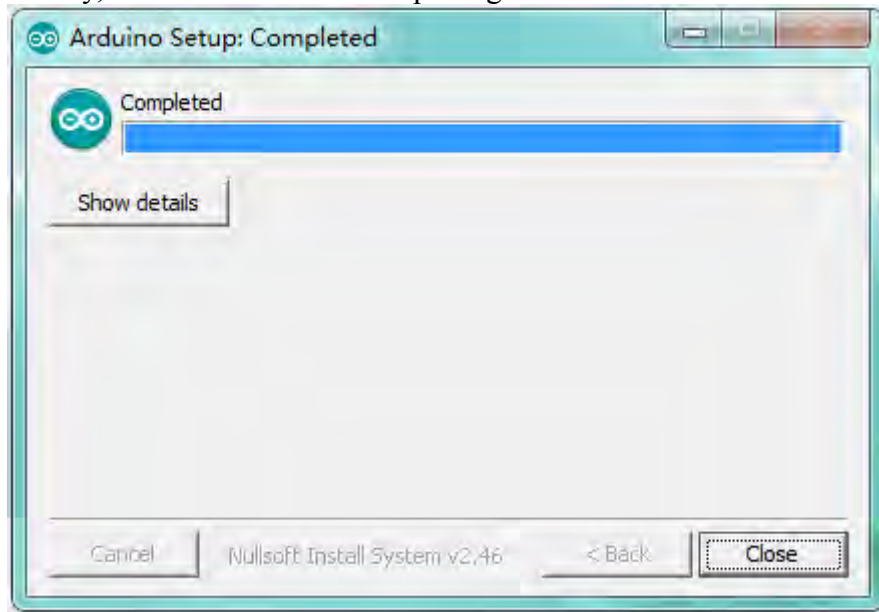 Arduino Setup: Completed
Completed
Show details
Cancel Nullsoft Install System v2.46 < Back Close